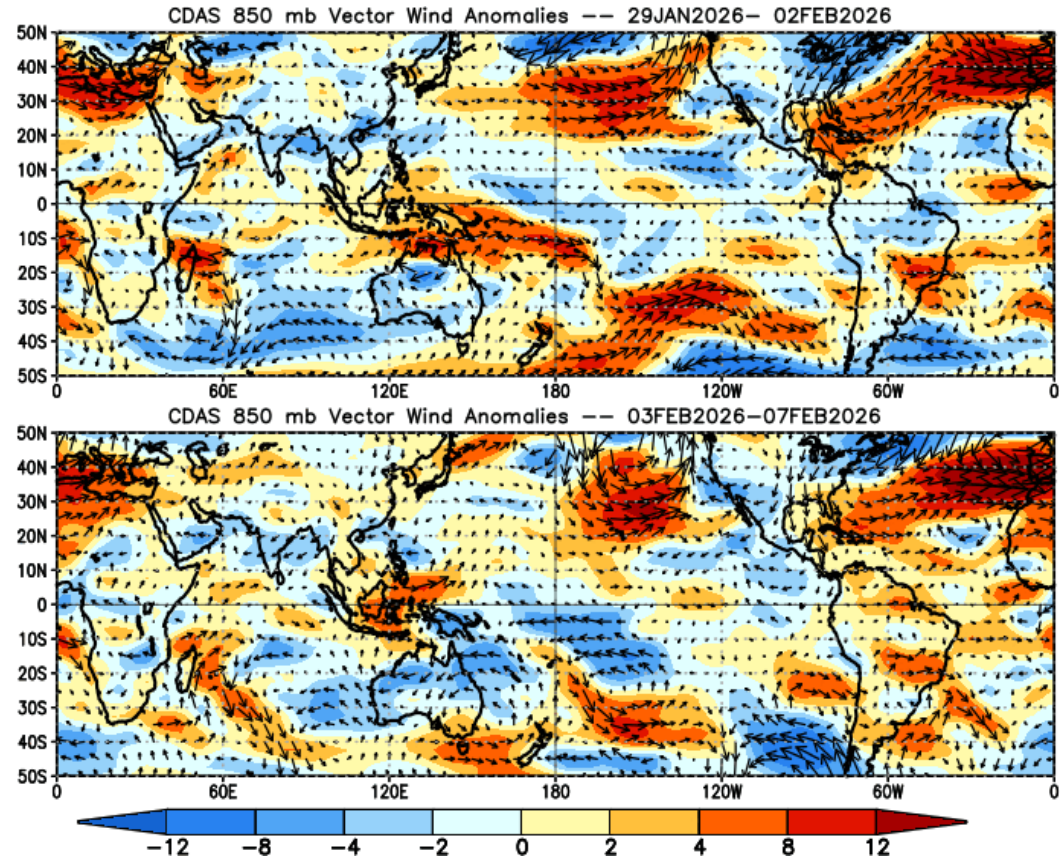 CDAS 850 mb Vector Wind Anomalies -- 29JAN2026- 02FEB2026
50N
40N
30N
20N
10N
0
10S
20S
30S
40S
50S
0 60E 120E 180 120W 60W 0
CDAS 850 mb Vector Wind Anomalies -- 03FEB2026-07FEB2026
50N
40N
30N
20N
10N
0
10S
20S
30S
40S
50S
0 60E 120E 180 120W 60W 0
-12 -8 -4 -2 0 2 4 8 12